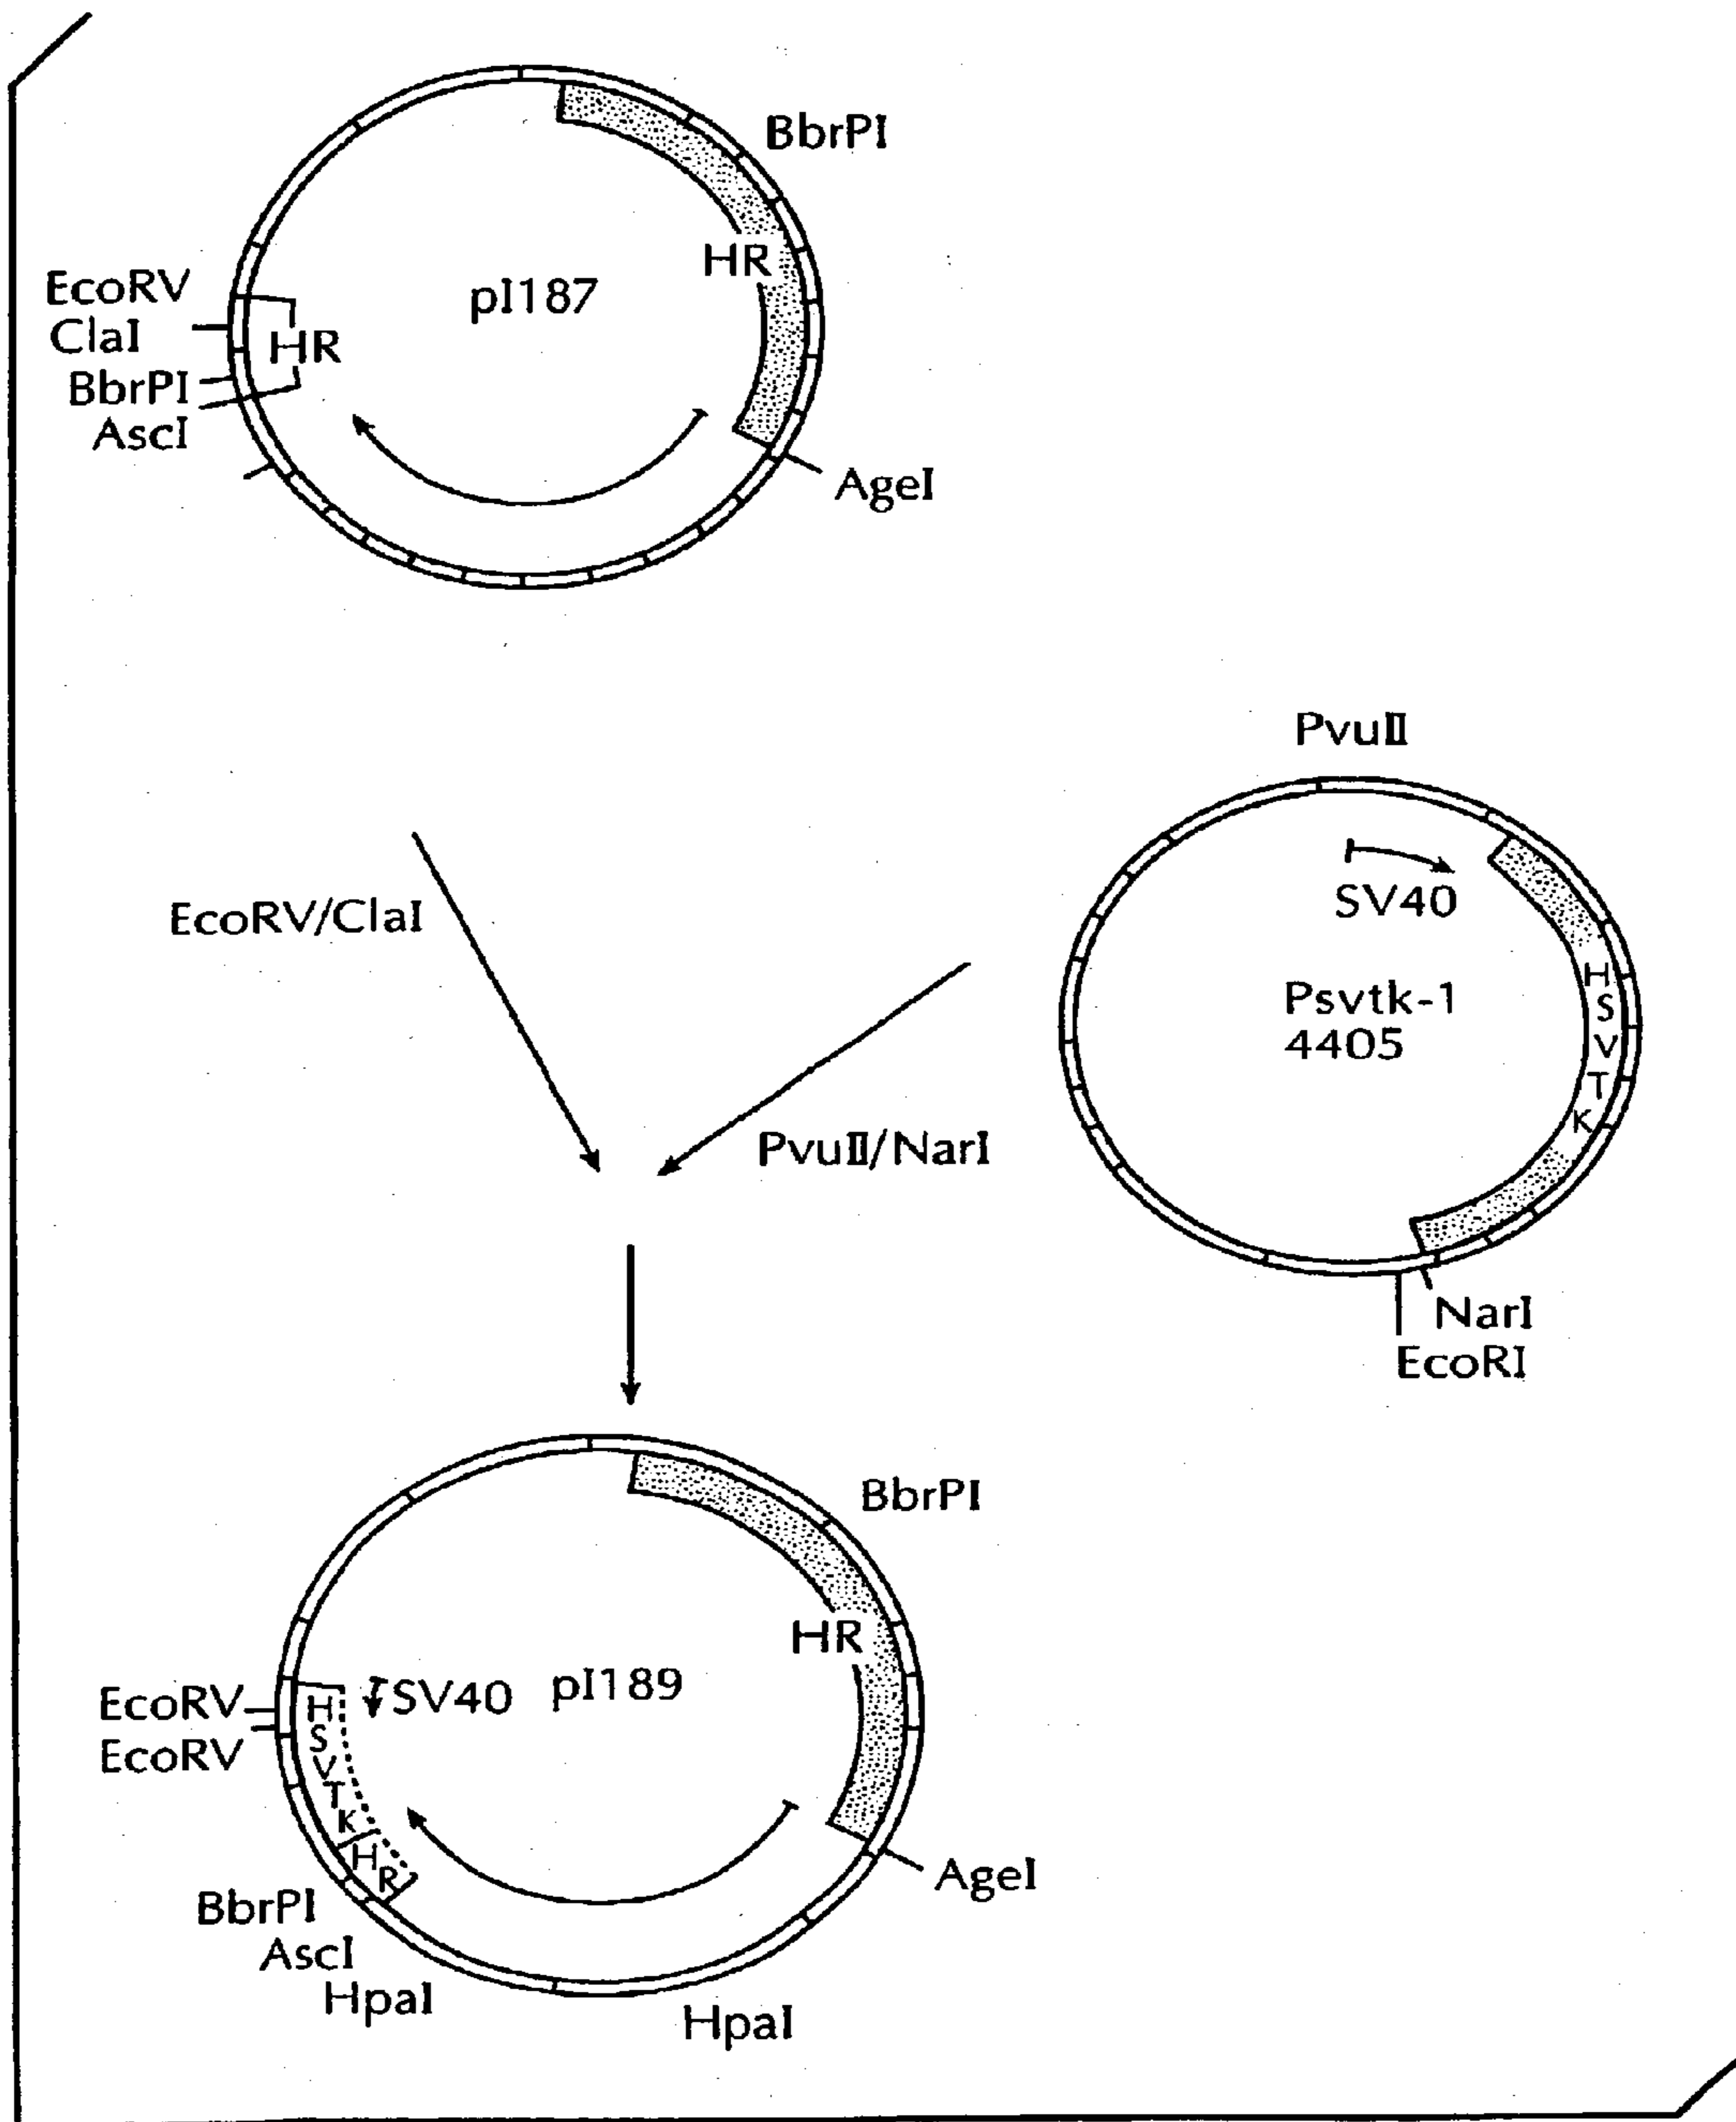 BbrPI
HR
pI187
EcoRV
ClaI
HR
BbrPI
AscI
AgeI
PvuII
SV40
EcoRV/ClaI
Psvtk-1
4405
HSVTK
PvuII/NarI
NarI
EcoRI
BbrPI
HR
SV40 pI189
EcoRV
EcoRV
HSVTK
HR
AgeI
BbrPI
AscI
HpaI
HpaI